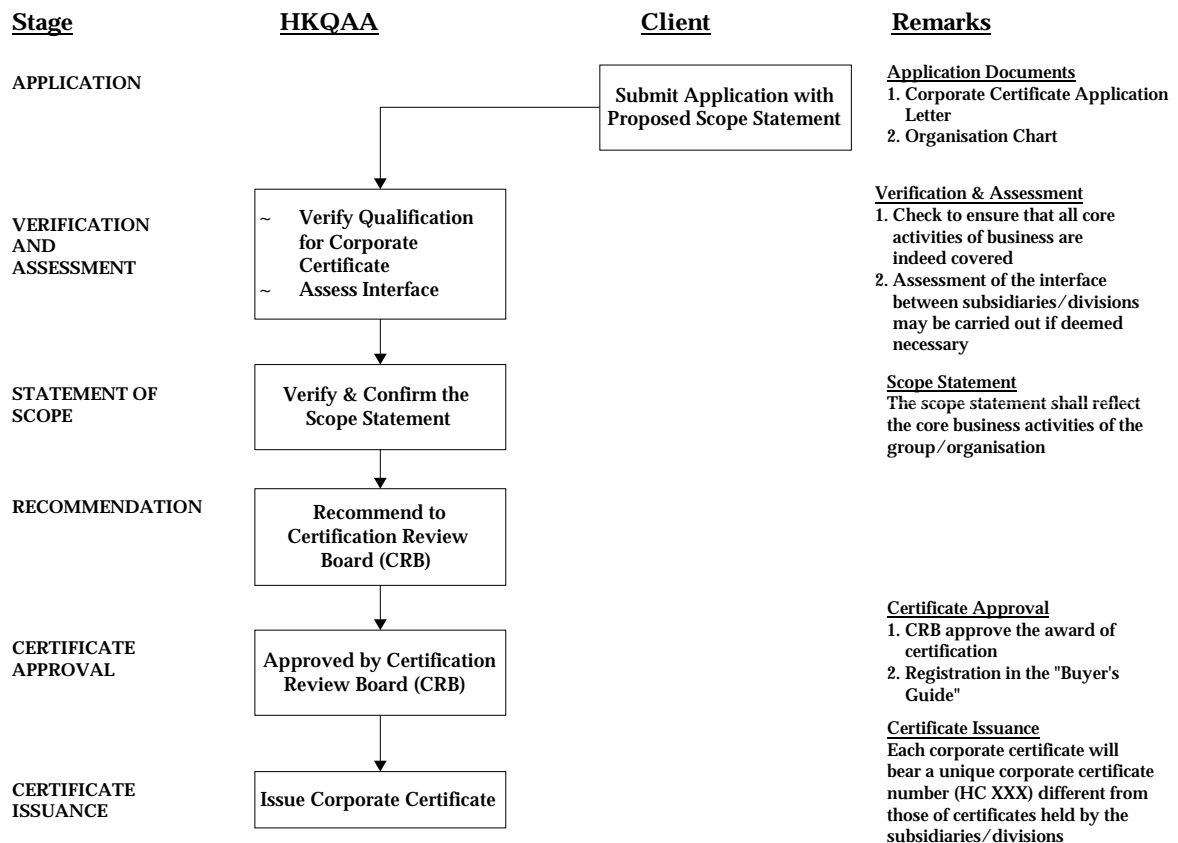 Stage
HKQAA
Client
Remarks
APPLICATION
Submit Application with
Proposed Scope Statement
Application Documents
1. Corporate Certificate Application
Letter
2. Organisation Chart
VERIFICATION
AND
ASSESSMENT
~ Verify Qualification
for Corporate
Certificate
~ Assess Interface
Verification & Assessment
1. Check to ensure that all core
activities of business are
indeed covered
2. Assessment of the interface
between subsidiaries/divisions
may be carried out if deemed
necessary
STATEMENT OF
SCOPE
Verify & Confirm the
Scope Statement
Scope Statement
The scope statement shall reflect
the core business activities of the
group/organisation
RECOMMENDATION
Recommend to
Certification Review
Board (CRB)
CERTIFICATE
APPROVAL
Approved by Certification
Review Board (CRB)
Certificate Approval
1. CRB approve the award of
certification
2. Registration in the "Buyer's
Guide"
CERTIFICATE
ISSUANCE
Issue Corporate Certificate
Certificate Issuance
Each corporate certificate will
bear a unique corporate certificate
number (HC XXX) different from
those of certificates held by the
subsidiaries/divisions